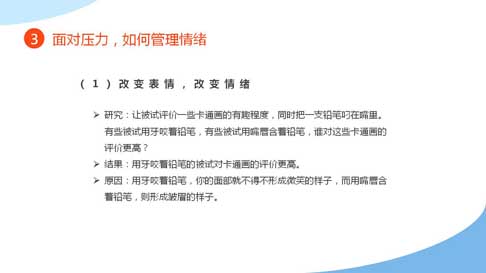 3 面对压力，如何管理情绪
（1）改变表情，改变情绪
➢ 研究：让被试评价一些卡通画的有趣程度，同时把一支铅笔叼在嘴里。
有些被试用牙咬着铅笔，有些被试用嘴唇含着铅笔，谁对这些卡通画的
评价更高？
➢ 结果：用牙咬着铅笔的被试对卡通画的评价更高。
➢ 原因：用牙咬着铅笔，你的面部就不得不形成微笑的样子，而用嘴唇含
着铅笔，则形成皱眉的样子。